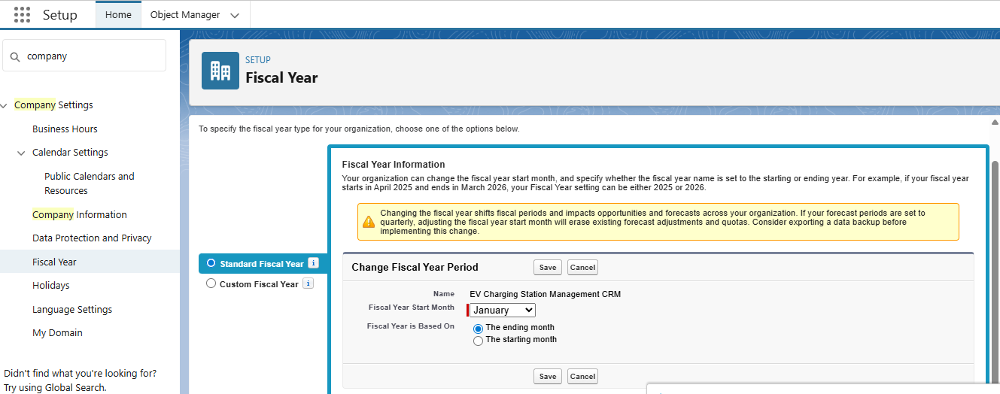 Setup
Home
Object Manager
company
SETUP
Fiscal Year
Company Settings
Business Hours
Calendar Settings
Public Calendars and
Resources
Company Information
Data Protection and Privacy
Fiscal Year
Holidays
Language Settings
My Domain
Didn't find what you're looking for?
Try using Global Search.
To specify the fiscal year type for your organization, choose one of the options below.
Standard Fiscal Year i
Custom Fiscal Year i
Fiscal Year Information
Your organization can change the fiscal year start month, and specify whether the fiscal year name is set to the starting or ending year. For example, if your fiscal year
starts in April 2025 and ends in March 2026, your Fiscal Year setting can be either 2025 or 2026.
Changing the fiscal year shifts fiscal periods and impacts opportunities and forecasts across your organization. If your forecast periods are set to
quarterly, adjusting the fiscal year start month will erase existing forecast adjustments and quotas. Consider exporting a data backup before
implementing this change.
Change Fiscal Year Period
Save Cancel
Name EV Charging Station Management CRM
Fiscal Year Start Month January
Fiscal Year is Based On The ending month
The starting month
Save Cancel